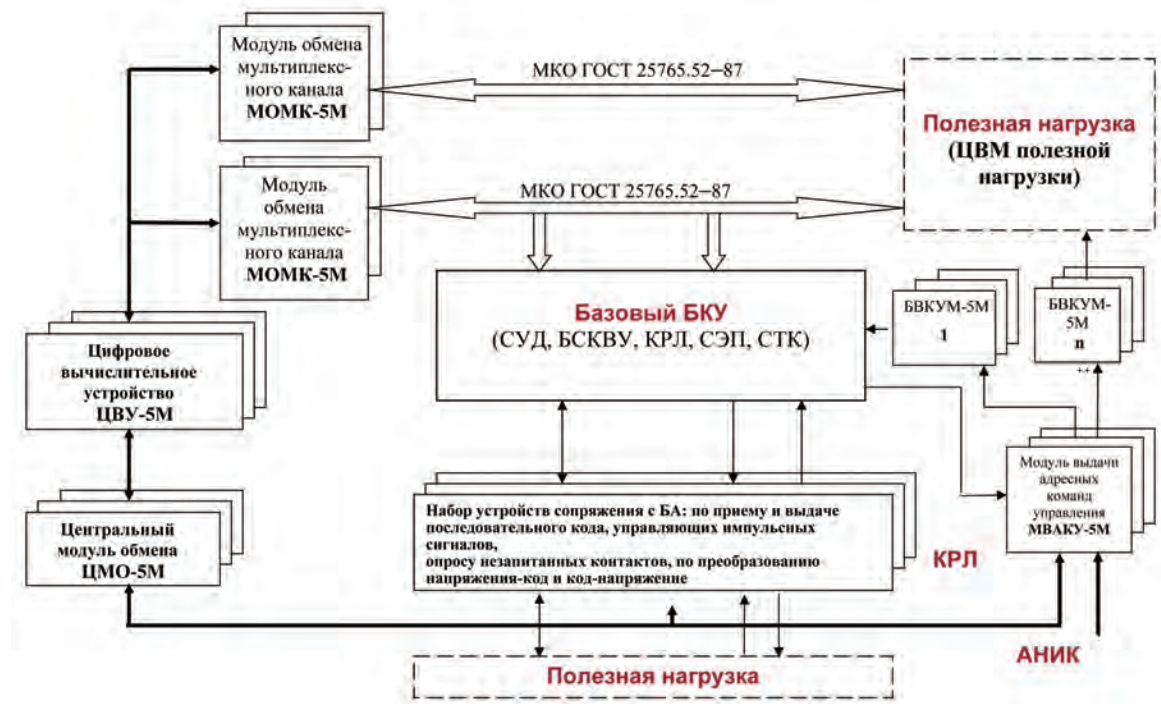 Модуль обмена
мультиплекс-
ного канала
МОМК-5М
МКО ГОСТ 25765.52–87
Полезная нагрузка
(ЦВМ полезной
нагрузки)
Модуль
обмена
мультиплекс-
ного канала
МОМК-5М
МКО ГОСТ 25765.52–87
Базовый БКУ
(СУД, БСКВУ, КРЛ, СЭП, СТК)
БВКУМ-5М
1
БВКУМ-
5М
n
Цифровое
вычислительное
устройство
ЦВУ-5М
Центральный
модуль обмена
ЦМО-5М
Набор устройств сопряжения с БА: по приему и выдаче
последовательного кода, управляющих импульсных
сигналов,
опросу незапитанных контактов, по преобразованию
напряжения-код и код-напряжение
Модуль выдачи
адресных
команд
управления
МВАКУ-5М
КРЛ
АНИК
Полезная нагрузка